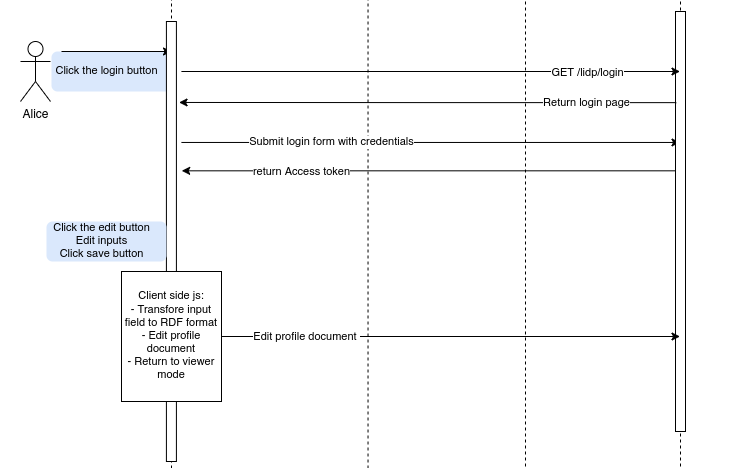 Click the login button
GET /lidp/login
Alice
Return login page
Submit login form with credentials
return Access token
Click the edit button
Edit inputs
Click save button
Client side js:
- Transfore input
field to RDF format
- Edit profile
document
- Return to viewer
mode
Edit profile document